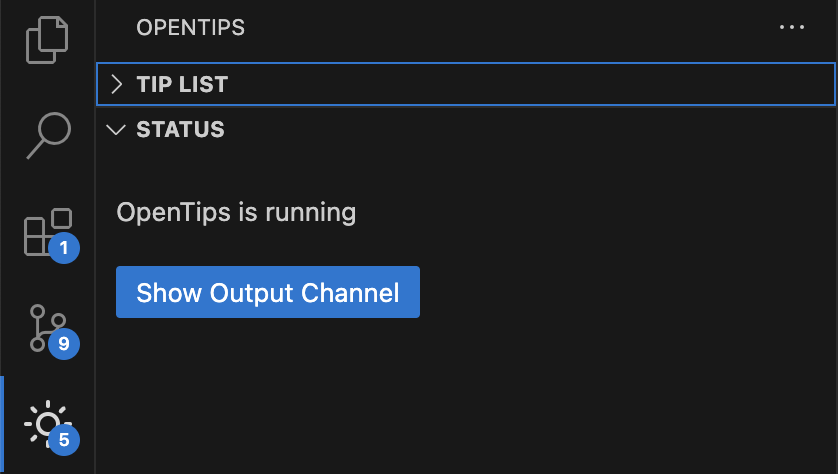 OPENTIPS
TIP LIST
STATUS
OpenTips is running
Show Output Channel
1
9
5